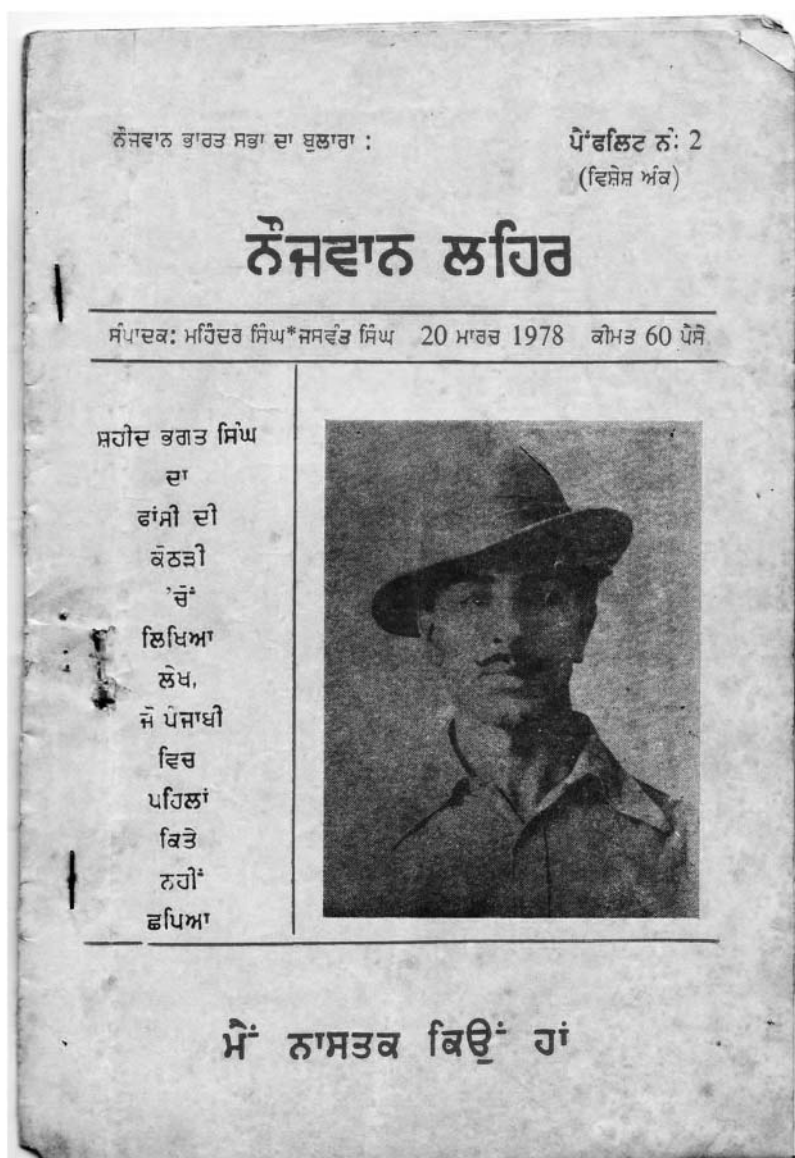 ਨੌਜਵਾਨ ਭਾਰਤ ਸਭਾ ਦਾ ਬੁਲਾਰਾ :
ਪੈਂਫਲਿਟ ਨੰ: 2
(ਵਿਸ਼ੇਸ਼ ਅੰਕ)
ਨੌਜਵਾਨ ਲਹਿਰ
ਸੰਪਾਦਕ: ਮਹਿੰਦਰ ਸਿੰਘ*ਜਸਵੰਤ ਸਿੰਘ 20 ਮਾਰਚ 1978 ਕੀਮਤ 60 ਪੈਸੇ
ਸ਼ਹੀਦ ਭਗਤ ਸਿੰਘ
ਦਾ
ਫਾਂਸੀ ਦੀ
ਕੋਠੜੀ
'ਚੋਂ
ਲਿਖਿਆ
ਲੇਖ,
ਜੋ ਪੰਜਾਬੀ
ਵਿਚ
ਪਹਿਲਾਂ
ਕਿਤੇ
ਨਹੀਂ
ਛਪਿਆ
ਮੈਂ ਨਾਸਤਕ ਕਿਉਂ ਹਾਂ